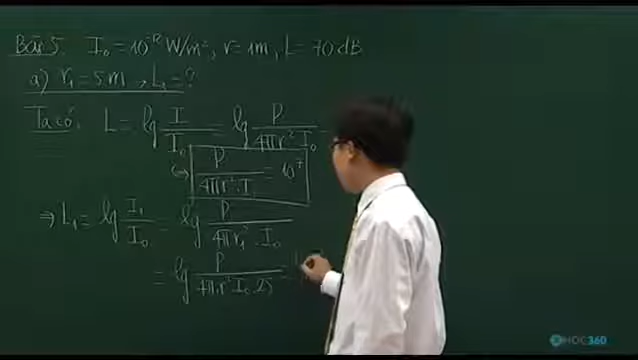 Bài 5. I₀ = 10⁻¹² W/m², r = 1m, L = 70 dB
a) r₁ = 5m → L₁ = ?
Ta có: L = lg I/I₀ = lg P/4πr².I₀
⇔ P/4πr².I₀ = 10⁷
⇒ L₁ = lg I₁/I₀ = lg P/4πr₁².I₀
= lg P/4πr².I₀.25 =
HOC360